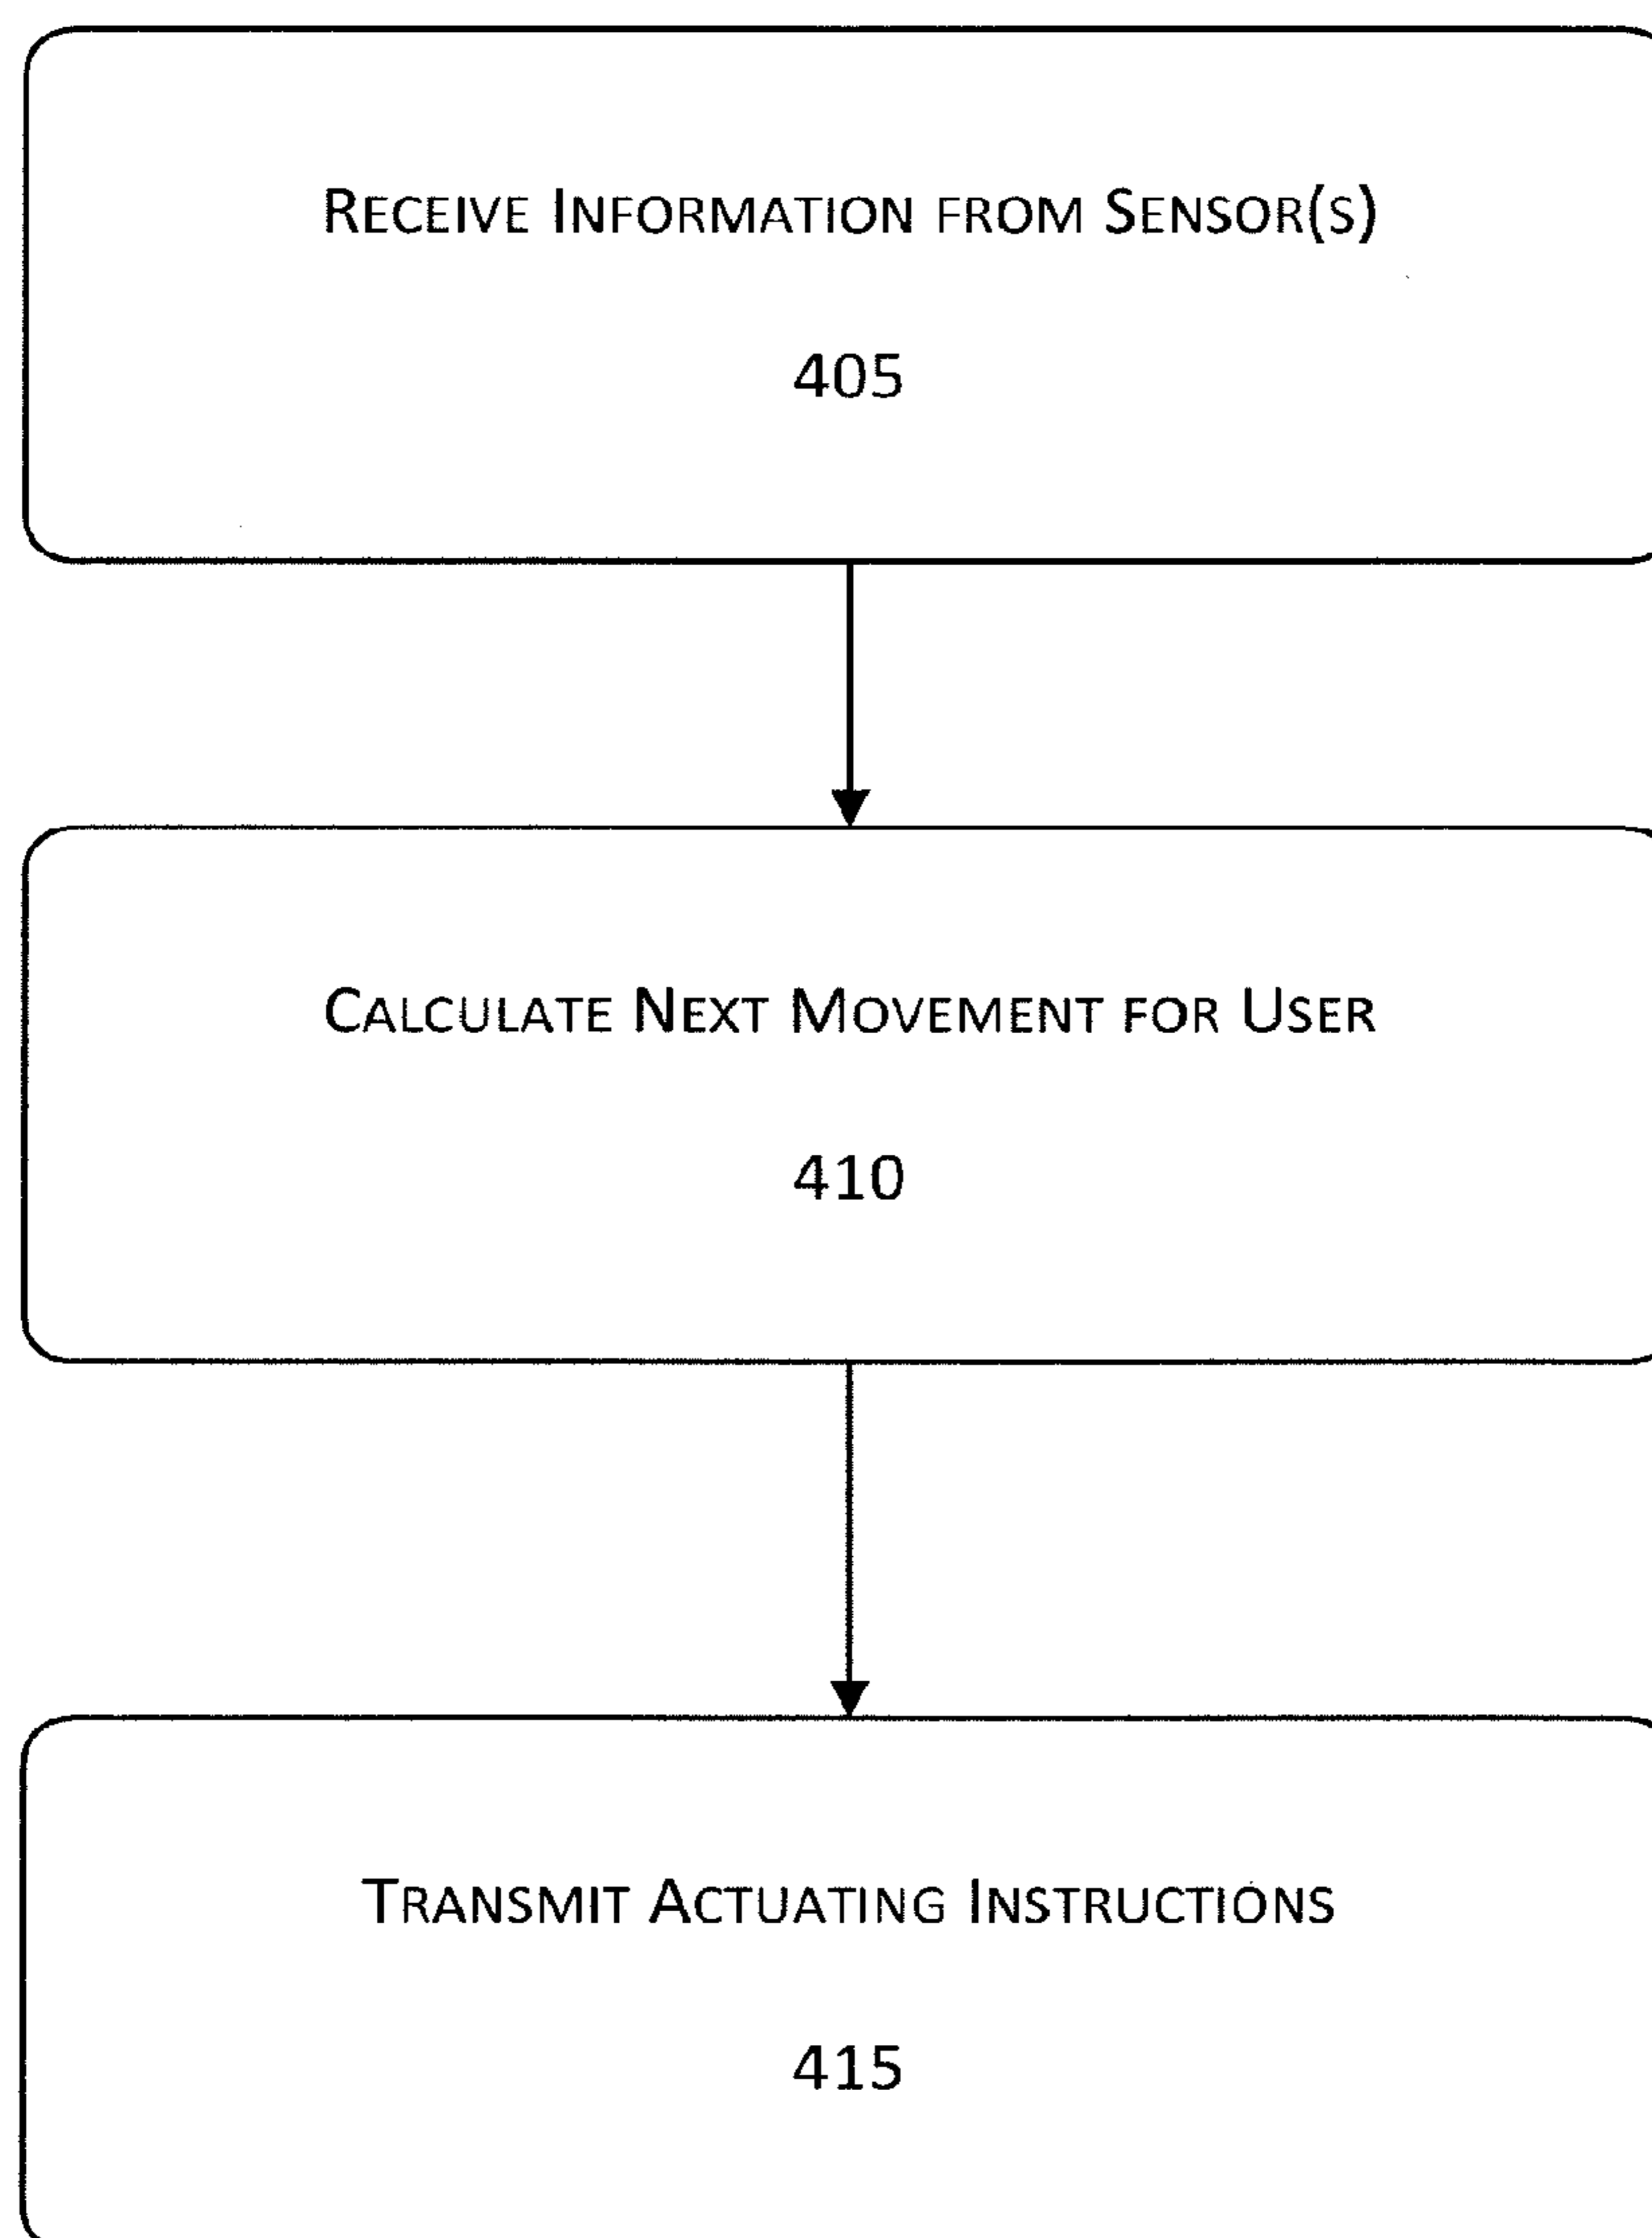 Receive Information from Sensor(s)
405
Calculate Next Movement for User
410
Transmit Actuating Instructions
415